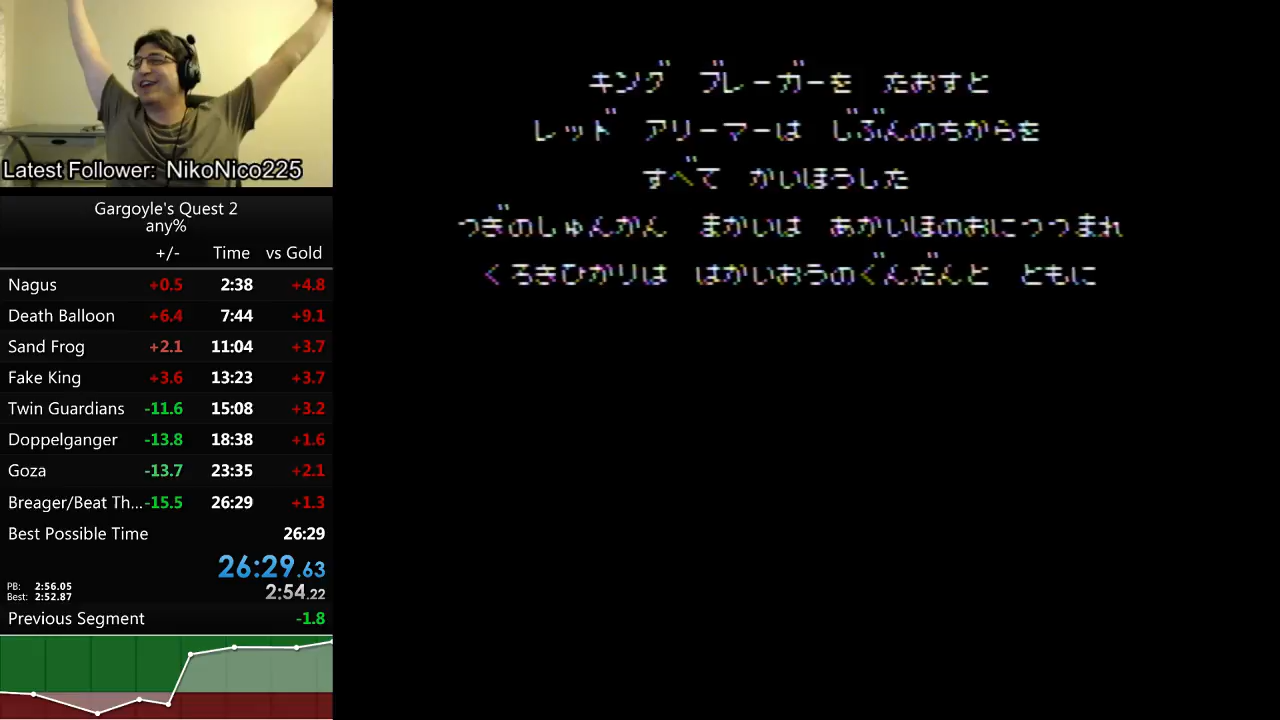 Latest Follower: NikoNico225
Gargoyle's Quest 2
any%
+/- Time vs Gold
Nagus +0.5 2:38 +4.8
Death Balloon +6.4 7:44 +9.1
Sand Frog +2.1 11:04 +3.7
Fake King +3.6 13:23 +3.7
Twin Guardians -11.6 15:08 +3.2
Doppelganger -13.8 18:38 +1.6
Goza -13.7 23:35 +2.1
Breager/Beat Th... -15.5 26:29 +1.3
Best Possible Time 26:29
26:29.63
PB: 2:56.05
Best: 2:52.87
2:54.22
Previous Segment -1.8
キング ブレーガーを たおすと
レッド アリーマーは じぶんのちからを
すべて かいほうした
つぎのしゅんかん まかいは あかいほのおにつつまれ
くろきひかりは はかいおうのぐんだんと ともに